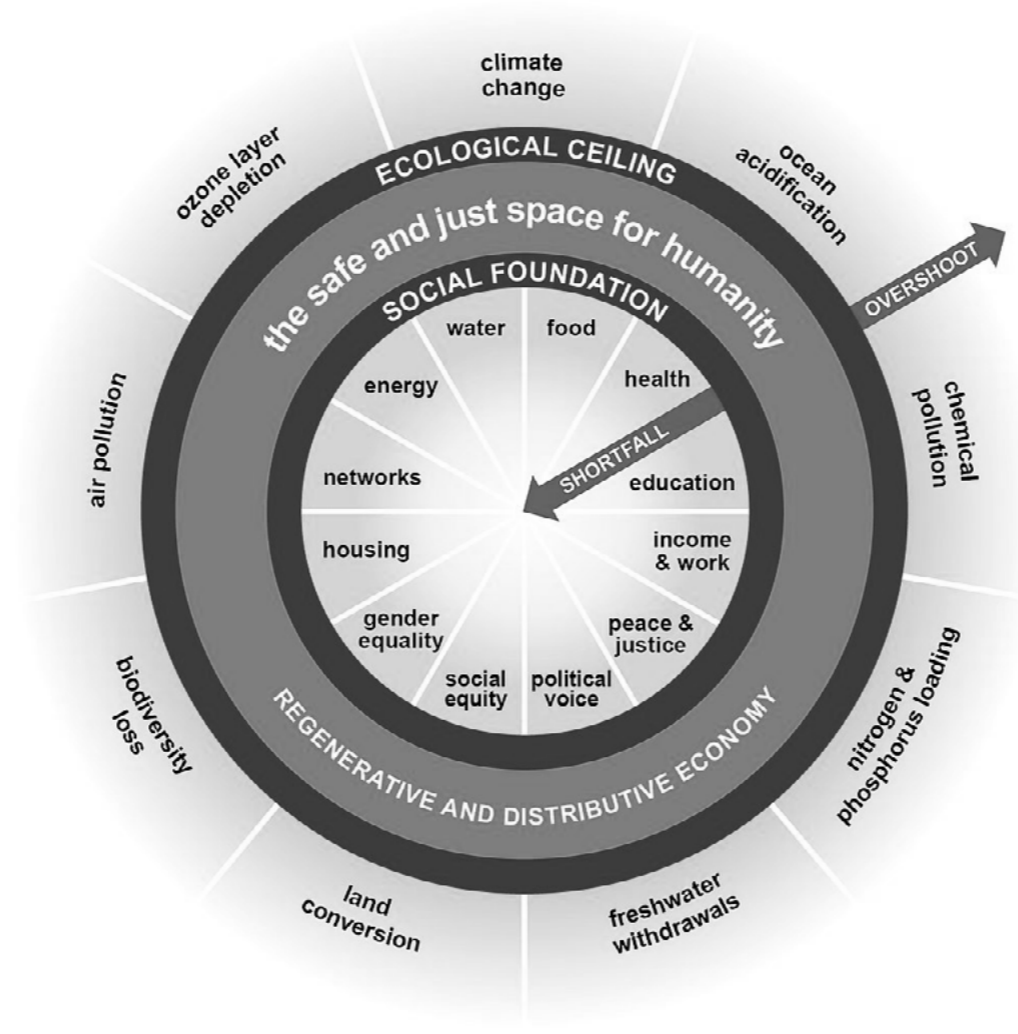 climate
change
ozone layer
depletion
ocean
acidification
ECOLOGICAL CEILING
the safe and just space for humanity
OVERSHOOT
SOCIAL FOUNDATION
water
food
energy
health
air pollution
chemical
pollution
SHORTFALL
networks
education
housing
income
& work
gender
equality
peace &
justice
social
equity
political
voice
biodiversity
loss
nitrogen &
phosphorus loading
REGENERATIVE AND DISTRIBUTIVE ECONOMY
land
conversion
freshwater
withdrawals